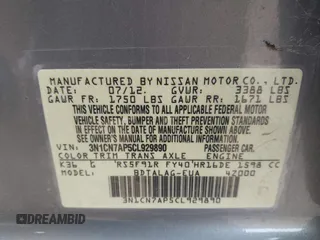 MANUFACTURED BY NISSAN MOTOR CO., LTD.
DATE: 07/12. GVWR: 3388 LBS
GAWR FR: 1750 LBS GAWR RR: 1671 LBS
THIS VEHICLE CONFORMS TO ALL APPLICABLE FEDERAL MOTOR
VEHICLE SAFETY, BUMPER AND THEFT PREVENTION STANDARDS
IN EFFECT ON THE DATE OF MANUFACTURE SHOWN ABOVE.
SEE OWNER'S MANUAL FOR ADDITIONAL INFORMATION
VIN: 3N1CN7AP5CL929890 PASSENGER CAR.
COLOR TRIM TRANS AXLE ENGINE
K36 G RS5F91R FY40 HR16DE 1598 CC
MODEL: BDTALAG-EUA 42000
3N1CN7AP5CL929890
DREAMBID